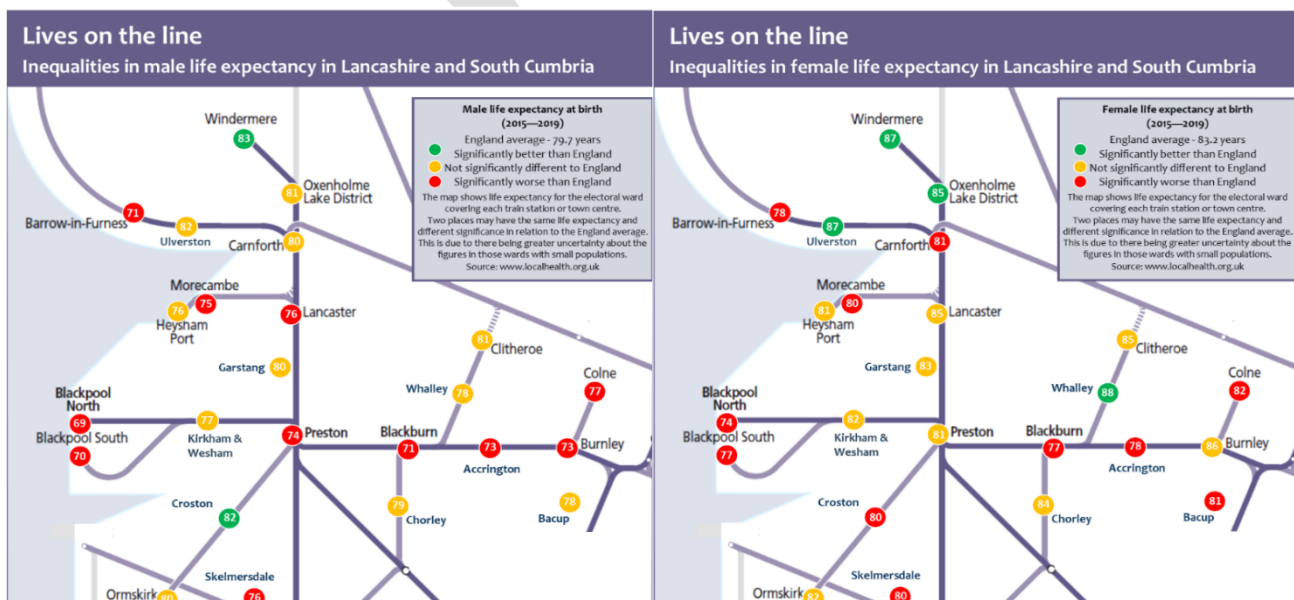 Lives on the line
Inequalities in male life expectancy in Lancashire and South Cumbria
Male life expectancy at birth
(2015—2019)
England average - 79.7 years
Significantly better than England
Not significantly different to England
Significantly worse than England
The map shows life expectancy for the electoral ward
covering each train station or town centre.
Two places may have the same life expectancy and
different significance in relation to the England average.
This is due to there being greater uncertainty about the
figures in those wards with small populations.
Source: www.localhealth.org.uk
Windermere
83
81
Oxenholme
Lake District
71
Barrow-in-Furness
82
Ulverston
Carnforth
80
Morecambe
75
76
Heysham
Port
76
Lancaster
81
Clitheroe
Garstang
80
Colne
77
Whalley
78
Blackpool
North
69
77
Kirkham &
Wesham
Blackpool South
70
74
Preston
Blackburn
71
73
Accrington
73
Burnley
Croston
82
79
Chorley
78
Bacup
Skelmersdale
76
Ormskirk
80
Lives on the line
Inequalities in female life expectancy in Lancashire and South Cumbria
Female life expectancy at birth
(2015—2019)
England average - 83.2 years
Significantly better than England
Not significantly different to England
Significantly worse than England
The map shows life expectancy for the electoral ward
covering each train station or town centre.
Two places may have the same life expectancy and
different significance in relation to the England average.
This is due to there being greater uncertainty about the
figures in those wards with small populations.
Source: www.localhealth.org.uk
Windermere
87
85
Oxenholme
Lake District
78
Barrow-in-Furness
87
Ulverston
Carnforth
81
Morecambe
80
81
Heysham
Port
85
Lancaster
85
Clitheroe
Garstang
83
Colne
82
Whalley
88
Blackpool
North
74
82
Kirkham &
Wesham
Blackpool South
77
81
Preston
Blackburn
77
78
Accrington
86
Burnley
Croston
80
84
Chorley
81
Bacup
Skelmersdale
80
Ormskirk
82